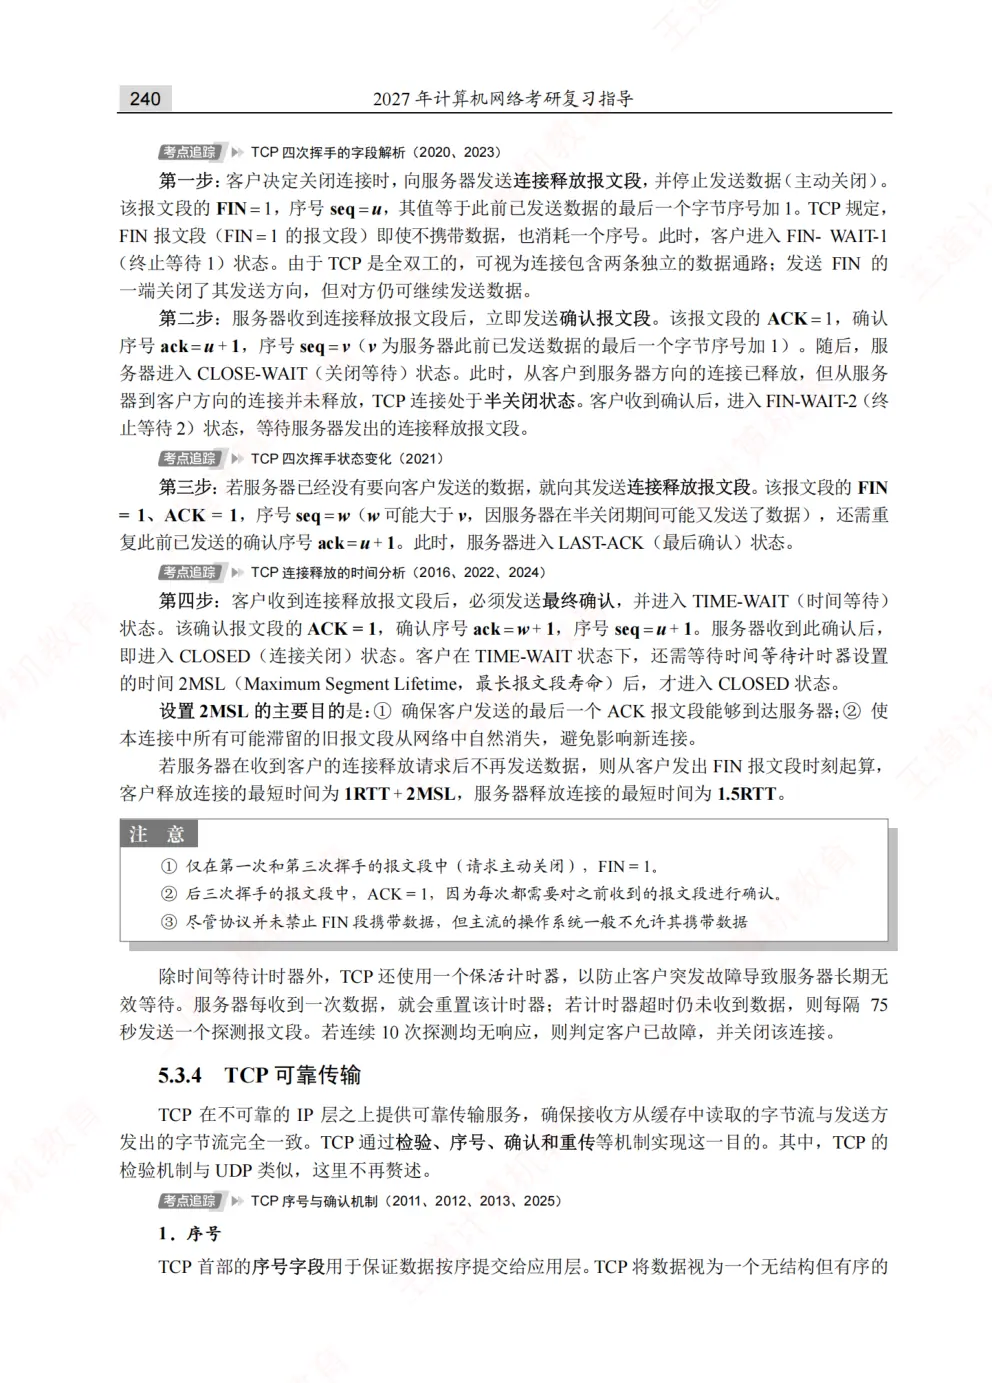 240
2027年计算机网络考研复习指导
考点追踪 TCP 四次挥手的字段解析（2020、2023）
第一步：客户决定关闭连接时，向服务器发送连接释放报文段，并停止发送数据（主动关闭）。
该报文段的 FIN = 1，序号 seq = u，其值等于此前已发送数据的最后一个字节序号加 1。TCP 规定，
FIN 报文段（FIN = 1 的报文段）即使不携带数据，也消耗一个序号。此时，客户进入 FIN- WAIT-1
（终止等待 1）状态。由于 TCP 是全双工的，可视为连接包含两条独立的数据通路；发送 FIN 的
一端关闭了其发送方向，但对方仍可继续发送数据。
第二步：服务器收到连接释放报文段后，立即发送确认报文段。该报文段的 ACK = 1，确认
序号 ack = u + 1，序号 seq = v（v 为服务器此前已发送数据的最后一个字节序号加 1）。随后，服
务器进入 CLOSE-WAIT（关闭等待）状态。此时，从客户到服务器方向的连接已释放，但从服务
器到客户方向的连接并未释放，TCP 连接处于半关闭状态。客户收到确认后，进入 FIN-WAIT-2（终
止等待 2）状态，等待服务器发出的连接释放报文段。
考点追踪 TCP 四次挥手状态变化（2021）
第三步：若服务器已经没有要向客户发送的数据，就向其发送连接释放报文段。该报文段的 FIN
= 1、ACK = 1，序号 seq = w（w 可能大于 v，因服务器在半关闭期间可能又发送了数据），还需重
复此前已发送的确认序号 ack = u + 1。此时，服务器进入 LAST-ACK（最后确认）状态。
考点追踪 TCP 连接释放的时间分析（2016、2022、2024）
第四步：客户收到连接释放报文段后，必须发送最终确认，并进入 TIME-WAIT（时间等待）
状态。该确认报文段的 ACK = 1，确认序号 ack = w + 1，序号 seq = u + 1。服务器收到此确认后，
即进入 CLOSED（连接关闭）状态。客户在 TIME-WAIT 状态下，还需等待时间等待计时器设置
的时间 2MSL（Maximum Segment Lifetime，最长报文段寿命）后，才进入 CLOSED 状态。
设置 2MSL 的主要目的是：① 确保客户发送的最后一个 ACK 报文段能够到达服务器；② 使
本连接中所有可能滞留的旧报文段从网络中自然消失，避免影响新连接。
若服务器在收到客户的连接释放请求后不再发送数据，则从客户发出 FIN 报文段时刻起算，
客户释放连接的最短时间为 1RTT + 2MSL，服务器释放连接的最短时间为 1.5RTT。
注 意
① 仅在第一次和第三次挥手的报文段中（请求主动关闭），FIN = 1。
② 后三次挥手的报文段中，ACK = 1，因为每次都需要对之前收到的报文段进行确认。
③ 尽管协议并未禁止 FIN 段携带数据，但主流的操作系统一般不允许其携带数据
除时间等待计时器外，TCP 还使用一个保活计时器，以防止客户突发故障导致服务器长期无
效等待。服务器每收到一次数据，就会重置该计时器；若计时器超时仍未收到数据，则每隔 75
秒发送一个探测报文段。若连续 10 次探测均无响应，则判定客户已故障，并关闭该连接。
5.3.4 TCP 可靠传输
TCP 在不可靠的 IP 层之上提供可靠传输服务，确保接收方从缓存中读取的字节流与发送方
发出的字节流完全一致。TCP 通过检验、序号、确认和重传等机制实现这一目的。其中，TCP 的
检验机制与 UDP 类似，这里不再赘述。
考点追踪 TCP 序号与确认机制（2011、2012、2013、2025）
1．序号
TCP 首部的序号字段用于保证数据按序提交给应用层。TCP 将数据视为一个无结构但有序的